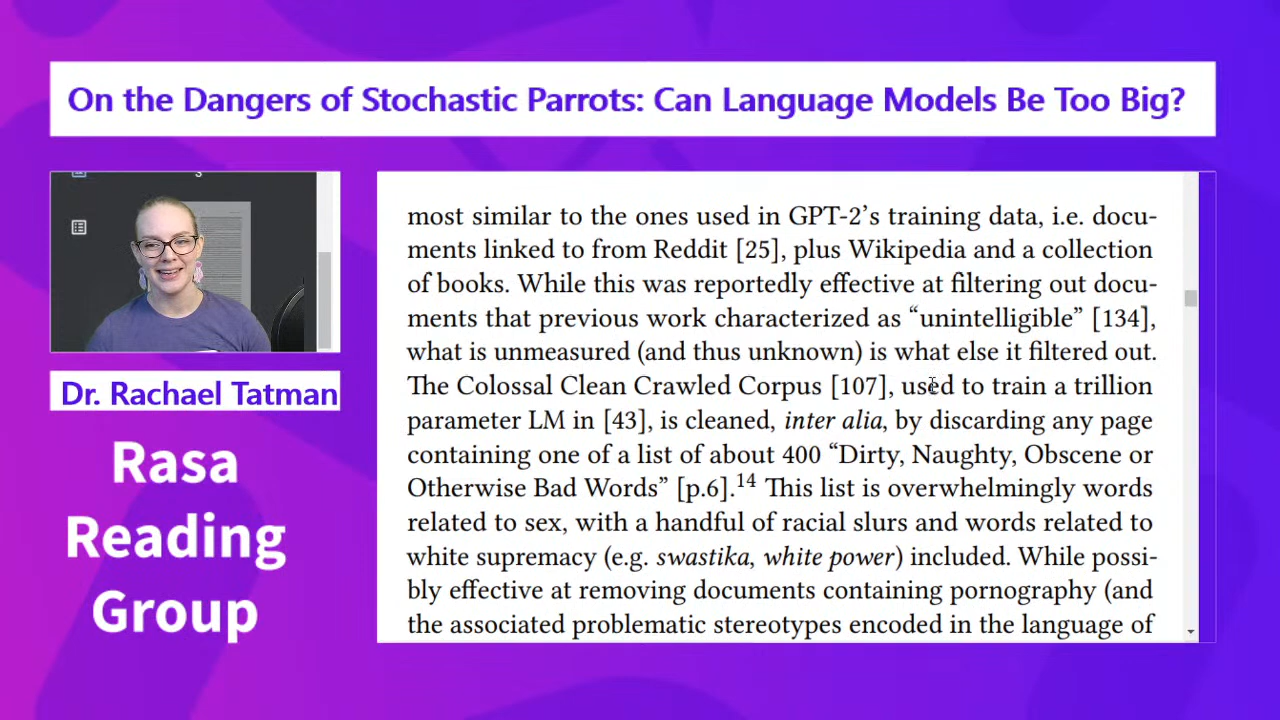 On the Dangers of Stochastic Parrots: Can Language Models Be Too Big?
Dr. Rachael Tatman
Rasa
Reading
Group
most similar to the ones used in GPT-2’s training data, i.e. docu-
ments linked to from Reddit [25], plus Wikipedia and a collection
of books. While this was reportedly effective at filtering out docu-
ments that previous work characterized as “unintelligible” [134],
what is unmeasured (and thus unknown) is what else it filtered out.
The Colossal Clean Crawled Corpus [107], used to train a trillion
parameter LM in [43], is cleaned, inter alia, by discarding any page
containing one of a list of about 400 “Dirty, Naughty, Obscene or
Otherwise Bad Words” [p.6].14 This list is overwhelmingly words
related to sex, with a handful of racial slurs and words related to
white supremacy (e.g. swastika, white power) included. While possi-
bly effective at removing documents containing pornography (and
the associated problematic stereotypes encoded in the language of